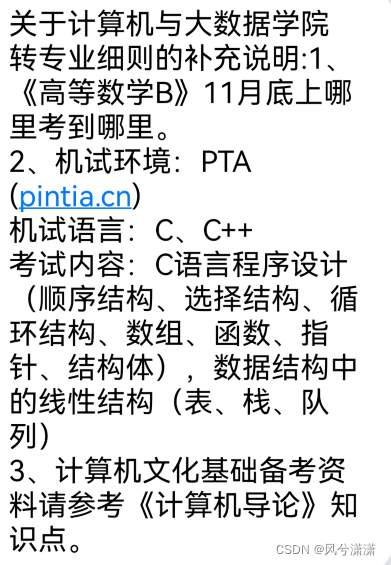 关于计算机与大数据学院
转专业细则的补充说明:1、
《高等数学B》11月底上哪
里考到哪里。
2、机试环境：PTA
(pintia.cn)
机试语言：C、C++
考试内容：C语言程序设计
（顺序结构、选择结构、循
环结构、数组、函数、指
针、结构体），数据结构中
的线性结构（表、栈、队
列）
3、计算机文化基础备考资
料请参考《计算机导论》知
识点。
CSDN @风兮潇潇